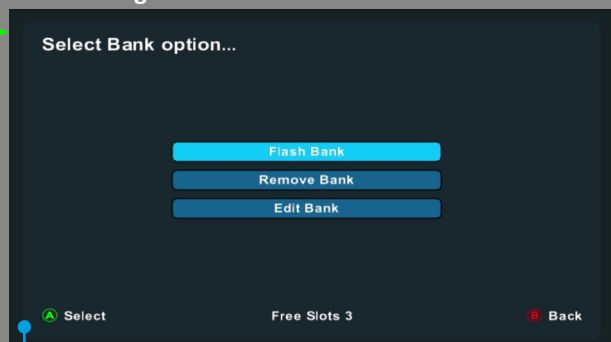 Select Bank option...
Flash Bank
Remove Bank
Edit Bank
A Select Free Slots 3 B Back